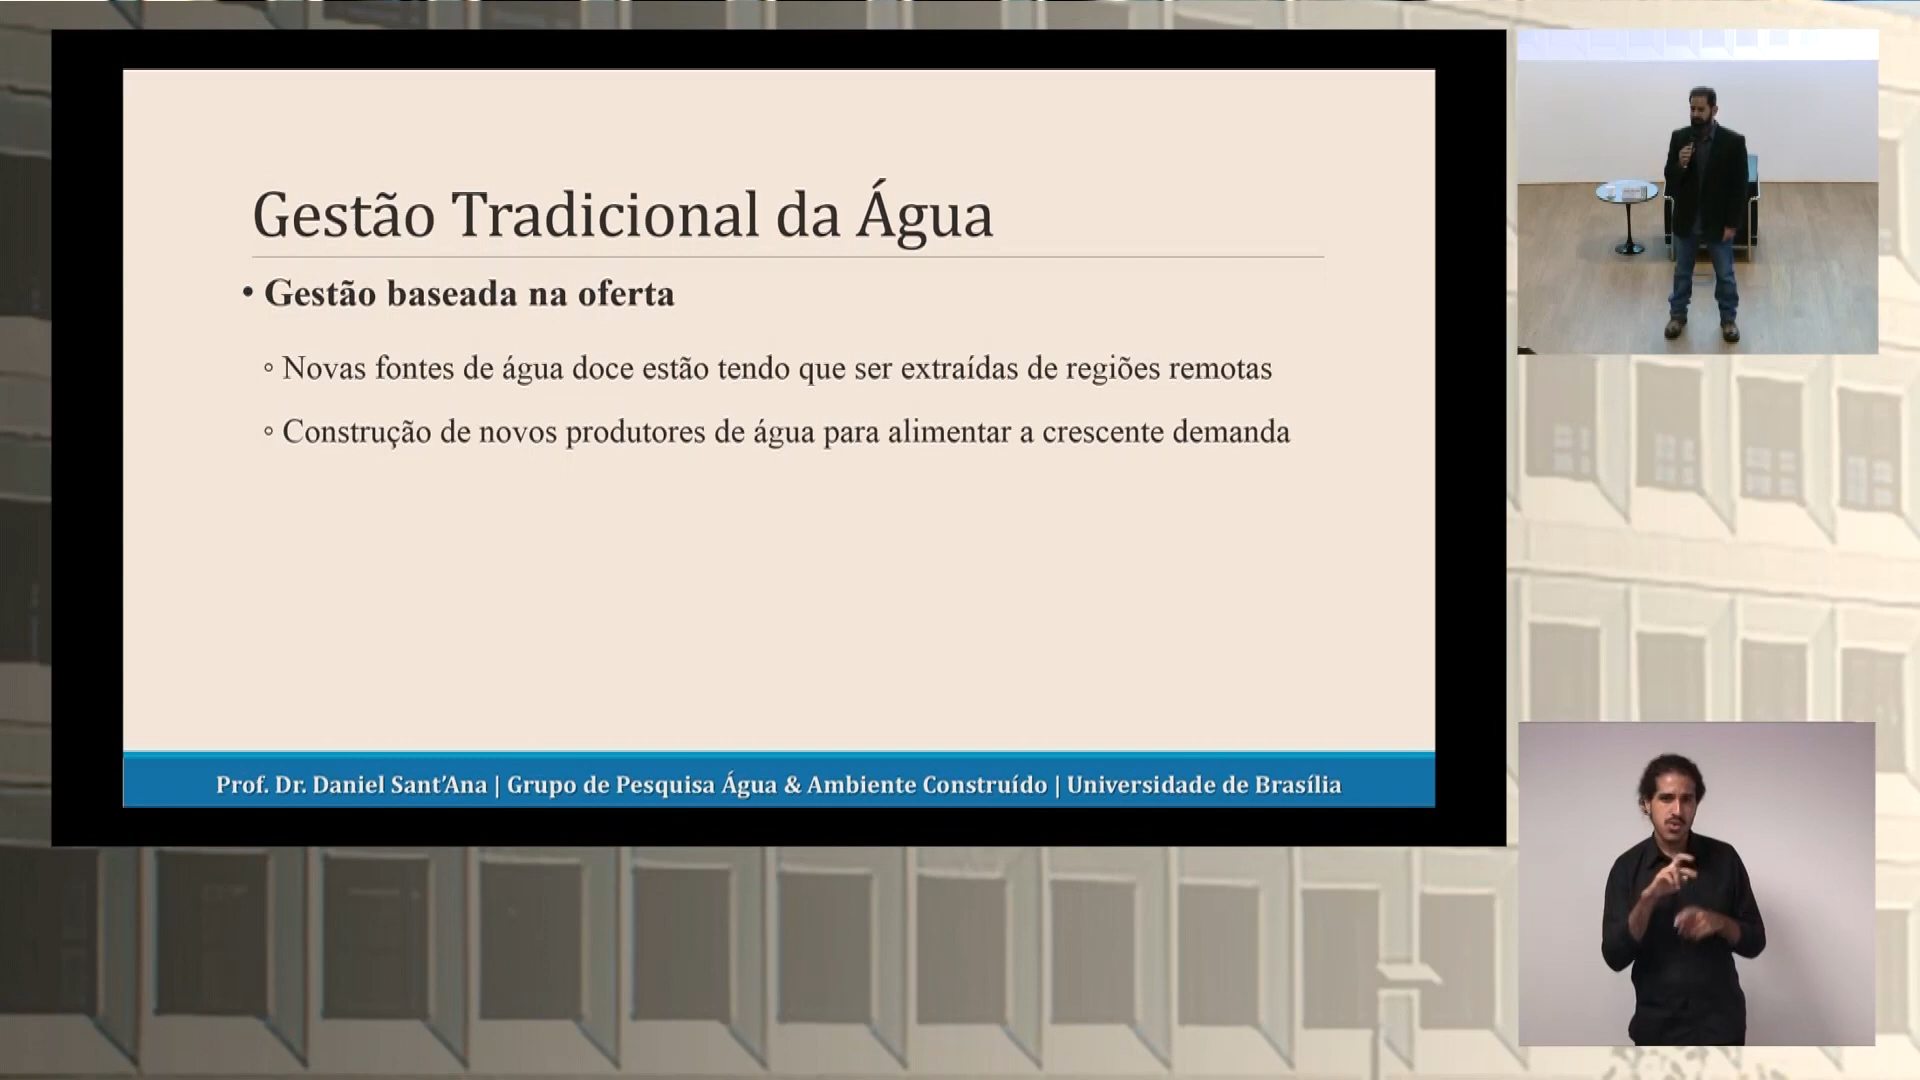 Gestão Tradicional da Água
• Gestão baseada na oferta
◦ Novas fontes de água doce estão tendo que ser extraídas de regiões remotas
◦ Construção de novos produtores de água para alimentar a crescente demanda
Prof. Dr. Daniel Sant’Ana | Grupo de Pesquisa Água & Ambiente Construído | Universidade de Brasília